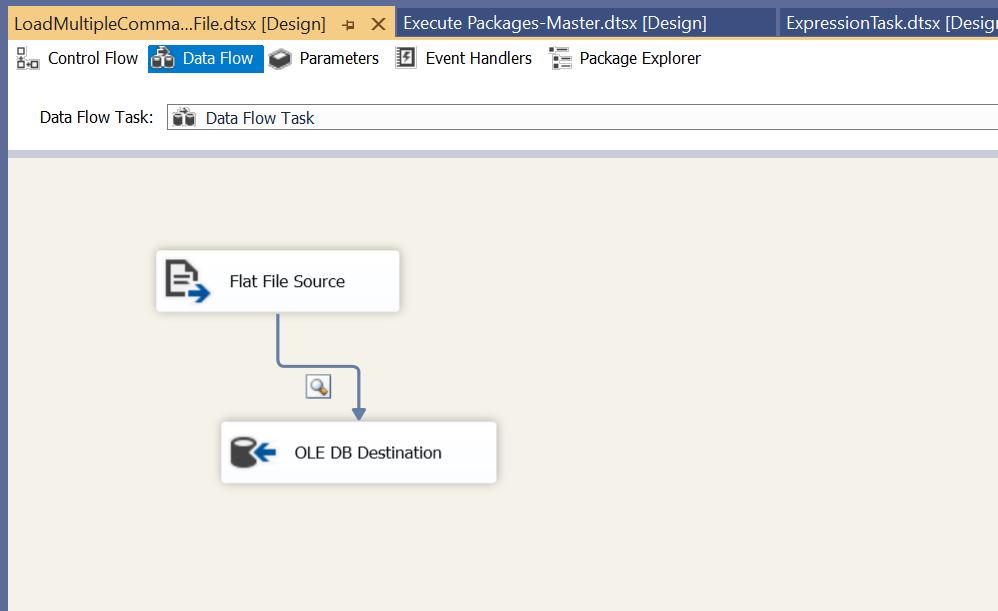 LoadMultipleComma...File.dtsx [Design]
Execute Packages-Master.dtsx [Design]
ExpressionTask.dtsx [Desig
Control Flow
Data Flow
Parameters
Event Handlers
Package Explorer
Data Flow Task:
Data Flow Task
Flat File Source
OLE DB Destination